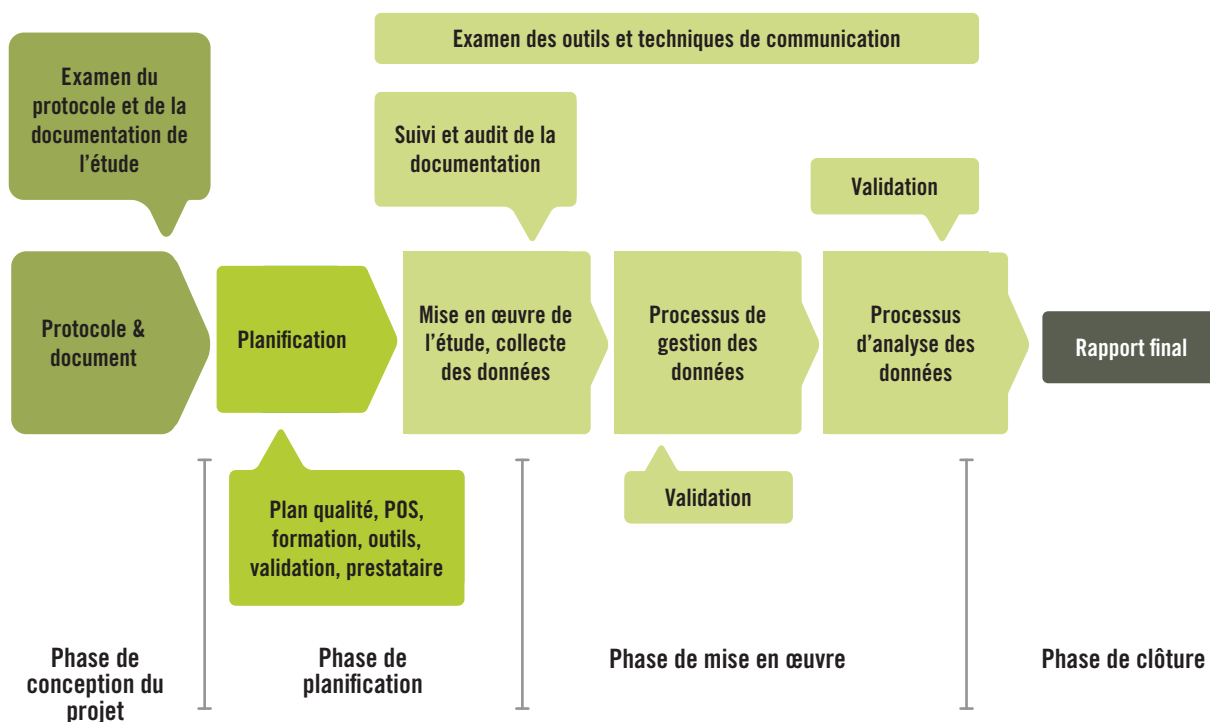 Examen des outils et techniques de communication
Examen du
protocole et de la
documentation de
l’étude
Suivi et audit de la
documentation
Validation
Protocole &
document
Planification
Mise en œuvre de
l’étude, collecte
des données
Processus de
gestion des
données
Processus
d’analyse des
données
Rapport final
Plan qualité, POS,
formation, outils,
validation, prestataire
Validation
Phase de
conception du
projet
Phase de
planification
Phase de mise en œuvre
Phase de clôture